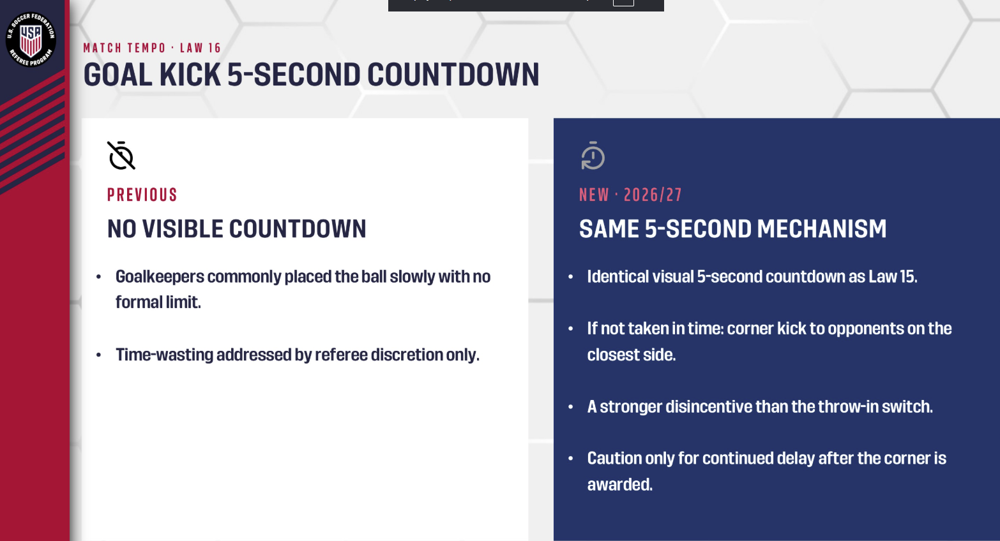 U.S. SOCCER FEDERATION
USA
REFEREE PROGRAM
MATCH TEMPO · LAW 16
GOAL KICK 5-SECOND COUNTDOWN
PREVIOUS
NO VISIBLE COUNTDOWN
• Goalkeepers commonly placed the ball slowly with no
formal limit.
• Time-wasting addressed by referee discretion only.
NEW · 2026/27
SAME 5-SECOND MECHANISM
• Identical visual 5-second countdown as Law 15.
• If not taken in time: corner kick to opponents on the
closest side.
• A stronger disincentive than the throw-in switch.
• Caution only for continued delay after the corner is
awarded.